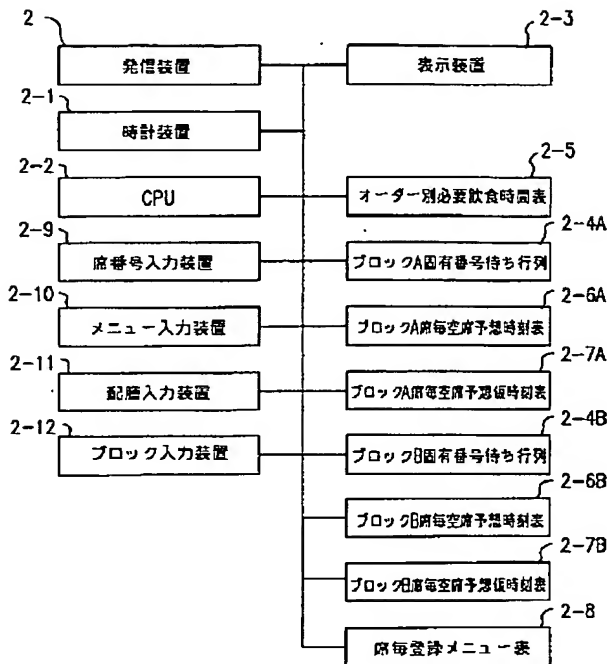 2
発信装置
2-1
時計装置
2-2
CPU
2-9
席番号入力装置
2-10
メニュー入力装置
2-11
配膳入力装置
2-12
ブロック入力装置
2-3
表示装置
2-5
オーダー別必要飲食時間表
2-4A
ブロックA固有番号待ち行列
2-6A
ブロックA席毎空席予想時刻表
2-7A
ブロックA席毎空席予想仮時刻表
2-4B
ブロックB固有番号待ち行列
2-6B
ブロックB席毎空席予想時刻表
2-7B
ブロックB席毎空席予想仮時刻表
2-8
席毎登録メニュー表